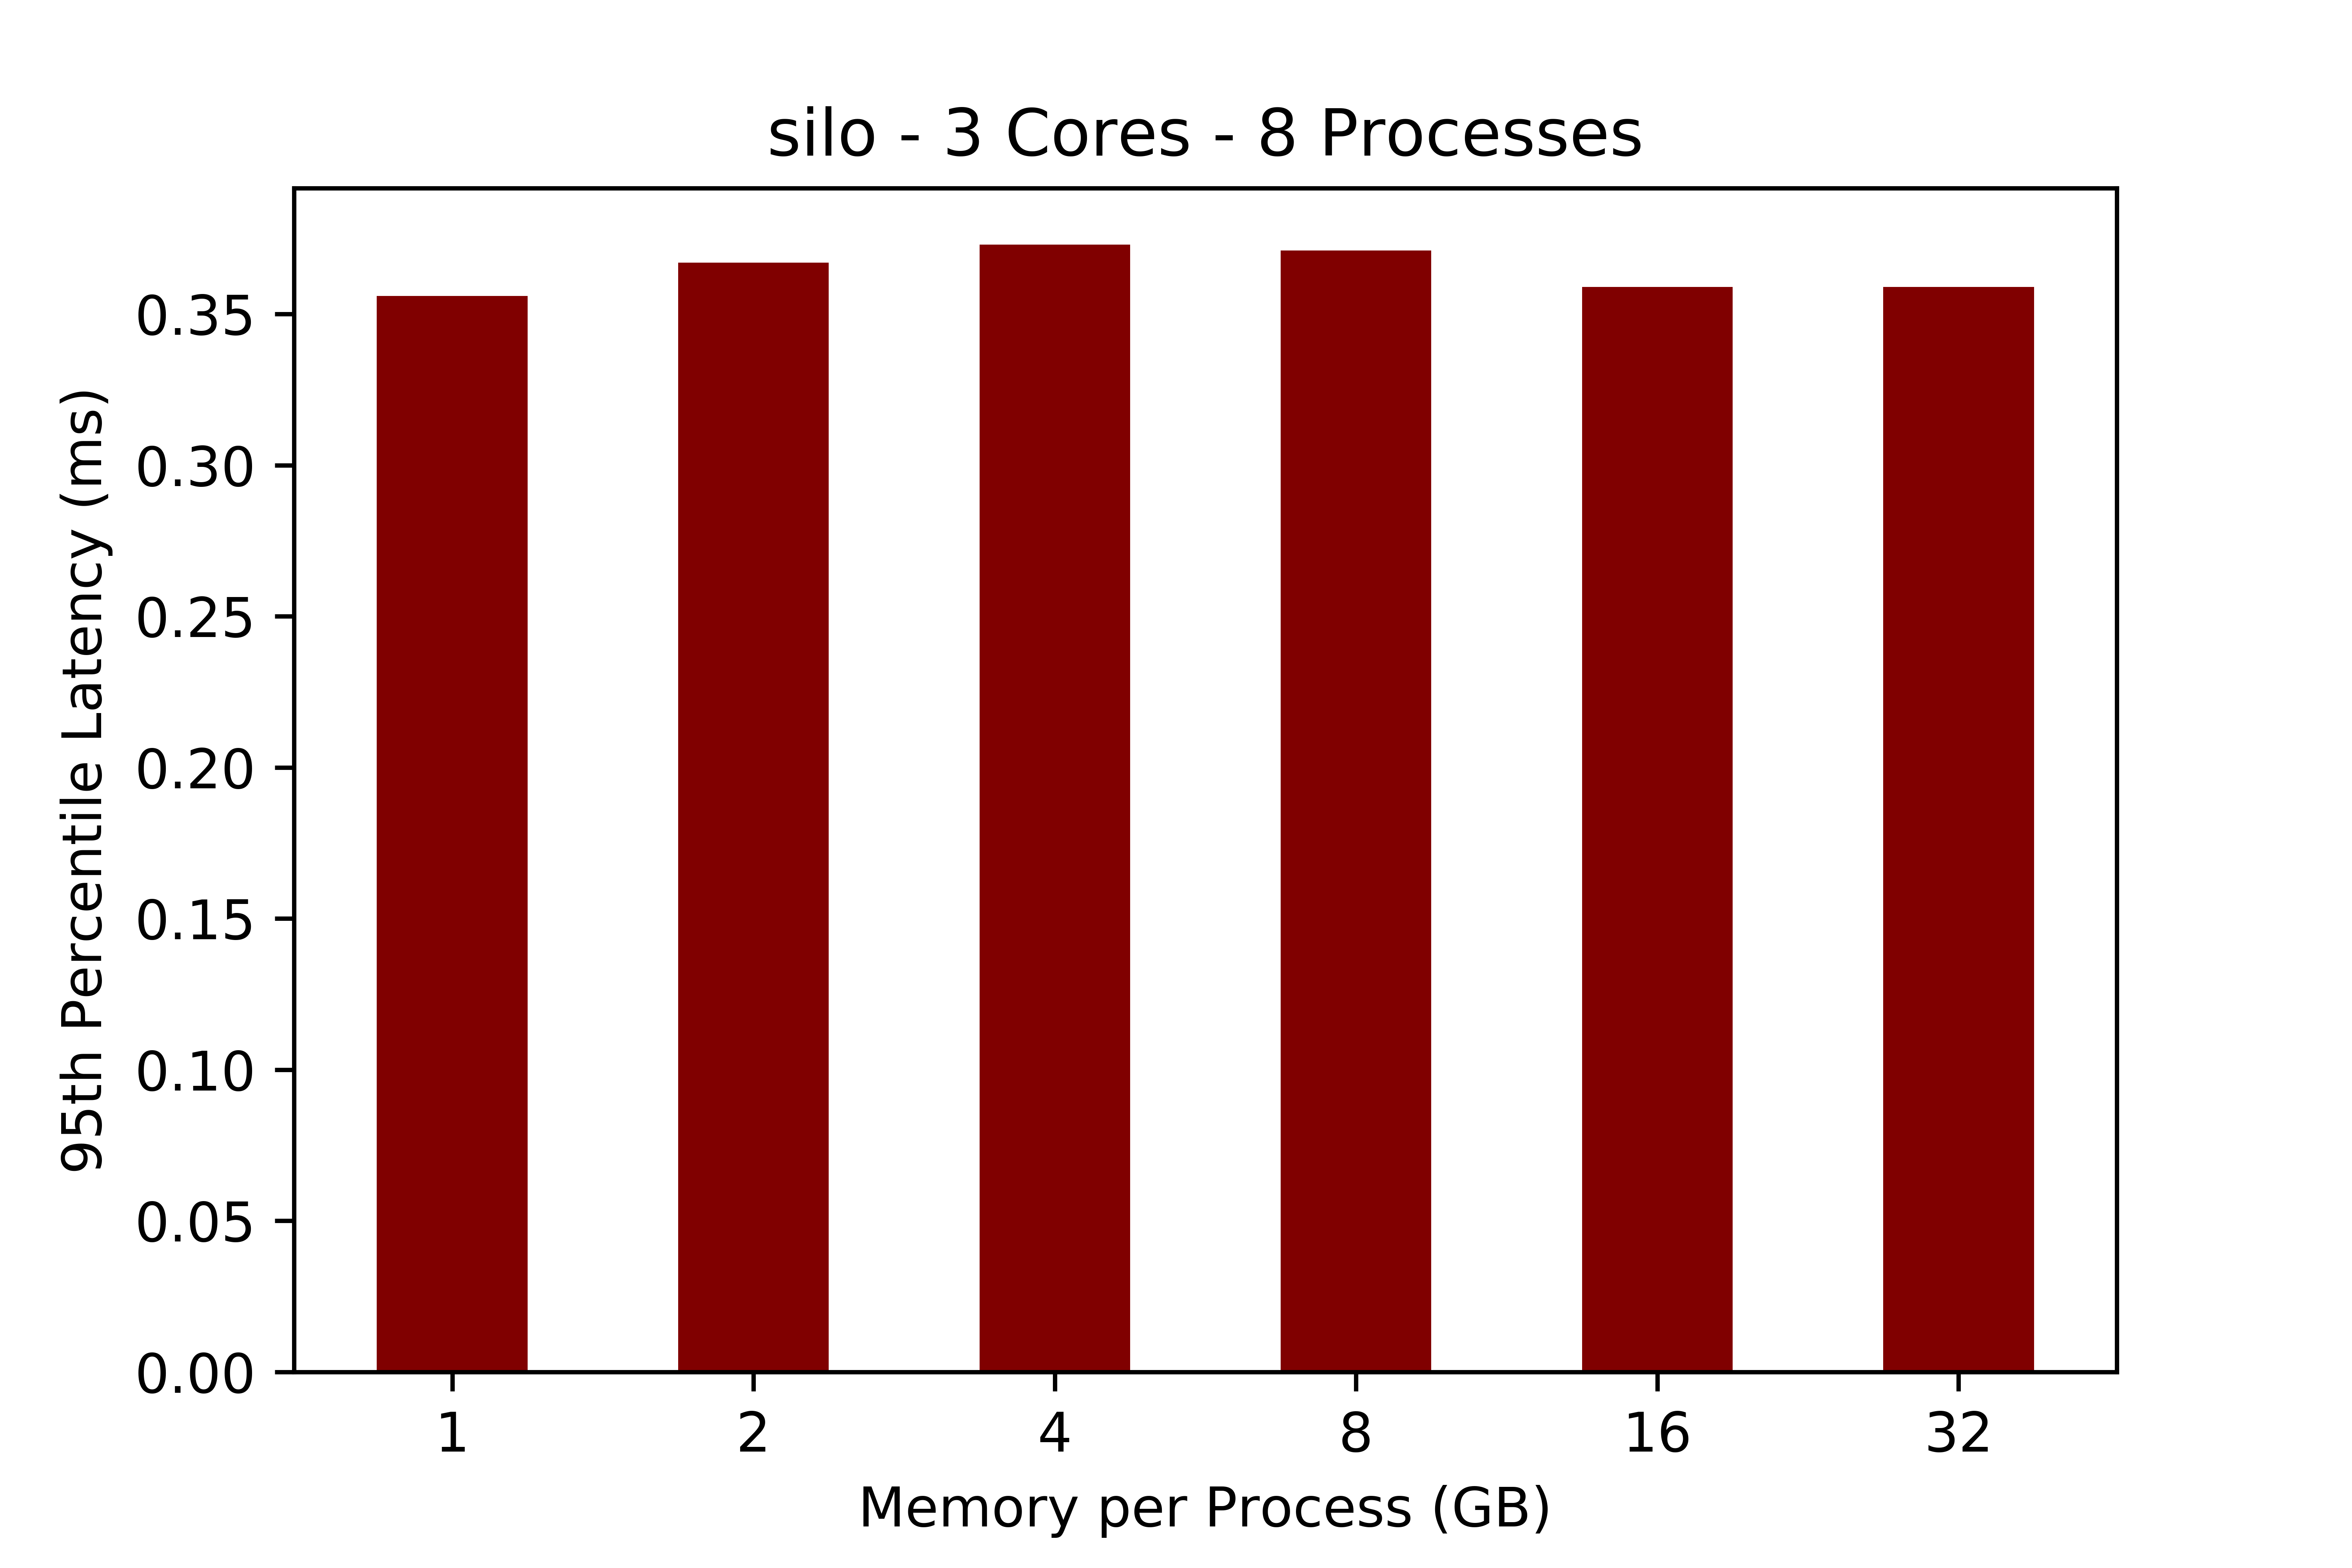 silo - 3 Cores - 8 Processes
95th Percentile Latency (ms)
0.35
0.30
0.25
0.20
0.15
0.10
0.05
0.00
1 2 4 8 16 32
Memory per Process (GB)